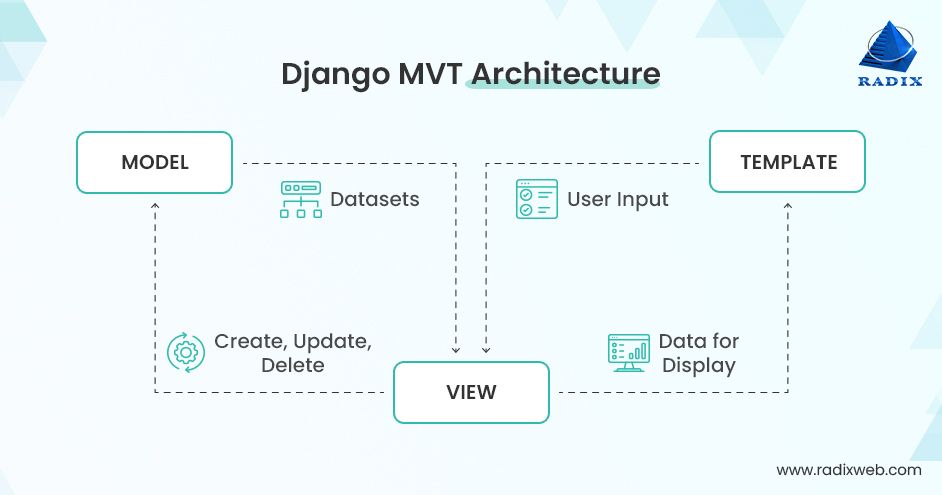 Django MVT Architecture
RADIX
MODEL
TEMPLATE
Datasets
User Input
Create, Update,
Delete
Data for
Display
VIEW
www.radixweb.com